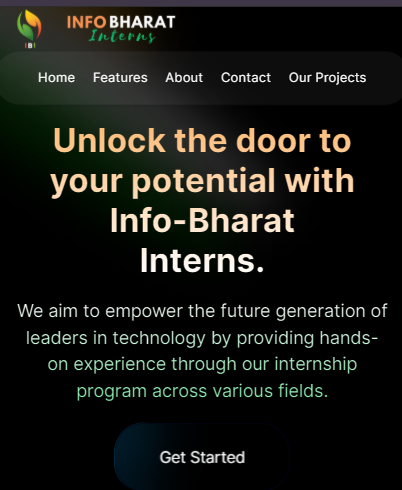 INFO BHARAT
Interns
IBI
Home Features About Contact Our Projects
Unlock the door to
your potential with
Info-Bharat
Interns.
We aim to empower the future generation of
leaders in technology by providing hands-
on experience through our internship
program across various fields.
Get Started